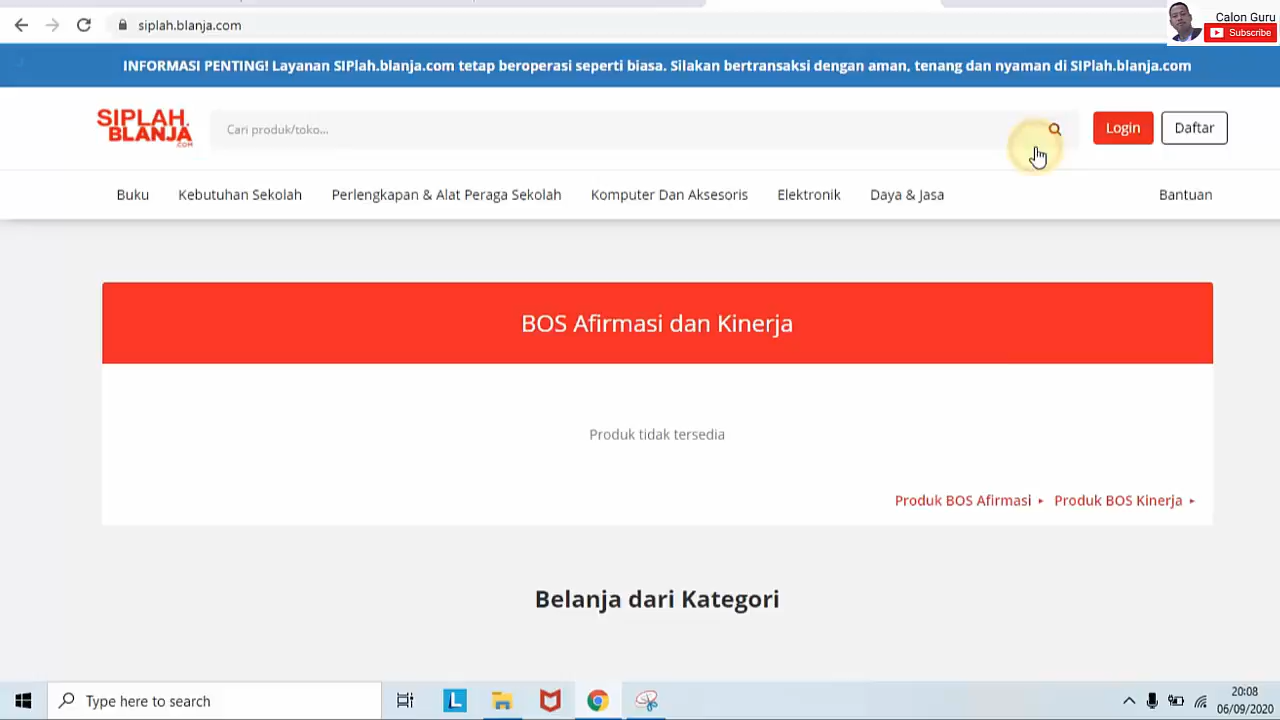 siplah.blanja.com
Calon Guru
Subscribe
INFORMASI PENTING! Layanan SIPlah.blanja.com tetap beroperasi seperti biasa. Silakan bertransaksi dengan aman, tenang dan nyaman di SIPlah.blanja.com
SIPLAH.
BLANJA
.COM
Cari produk/toko...
Login
Daftar
Buku Kebutuhan Sekolah Perlengkapan & Alat Peraga Sekolah Komputer Dan Aksesoris Elektronik Daya & Jasa Bantuan
BOS Afirmasi dan Kinerja
Produk tidak tersedia
Produk BOS Afirmasi Produk BOS Kinerja
Belanja dari Kategori
Type here to search
L
20:08
06/09/2020